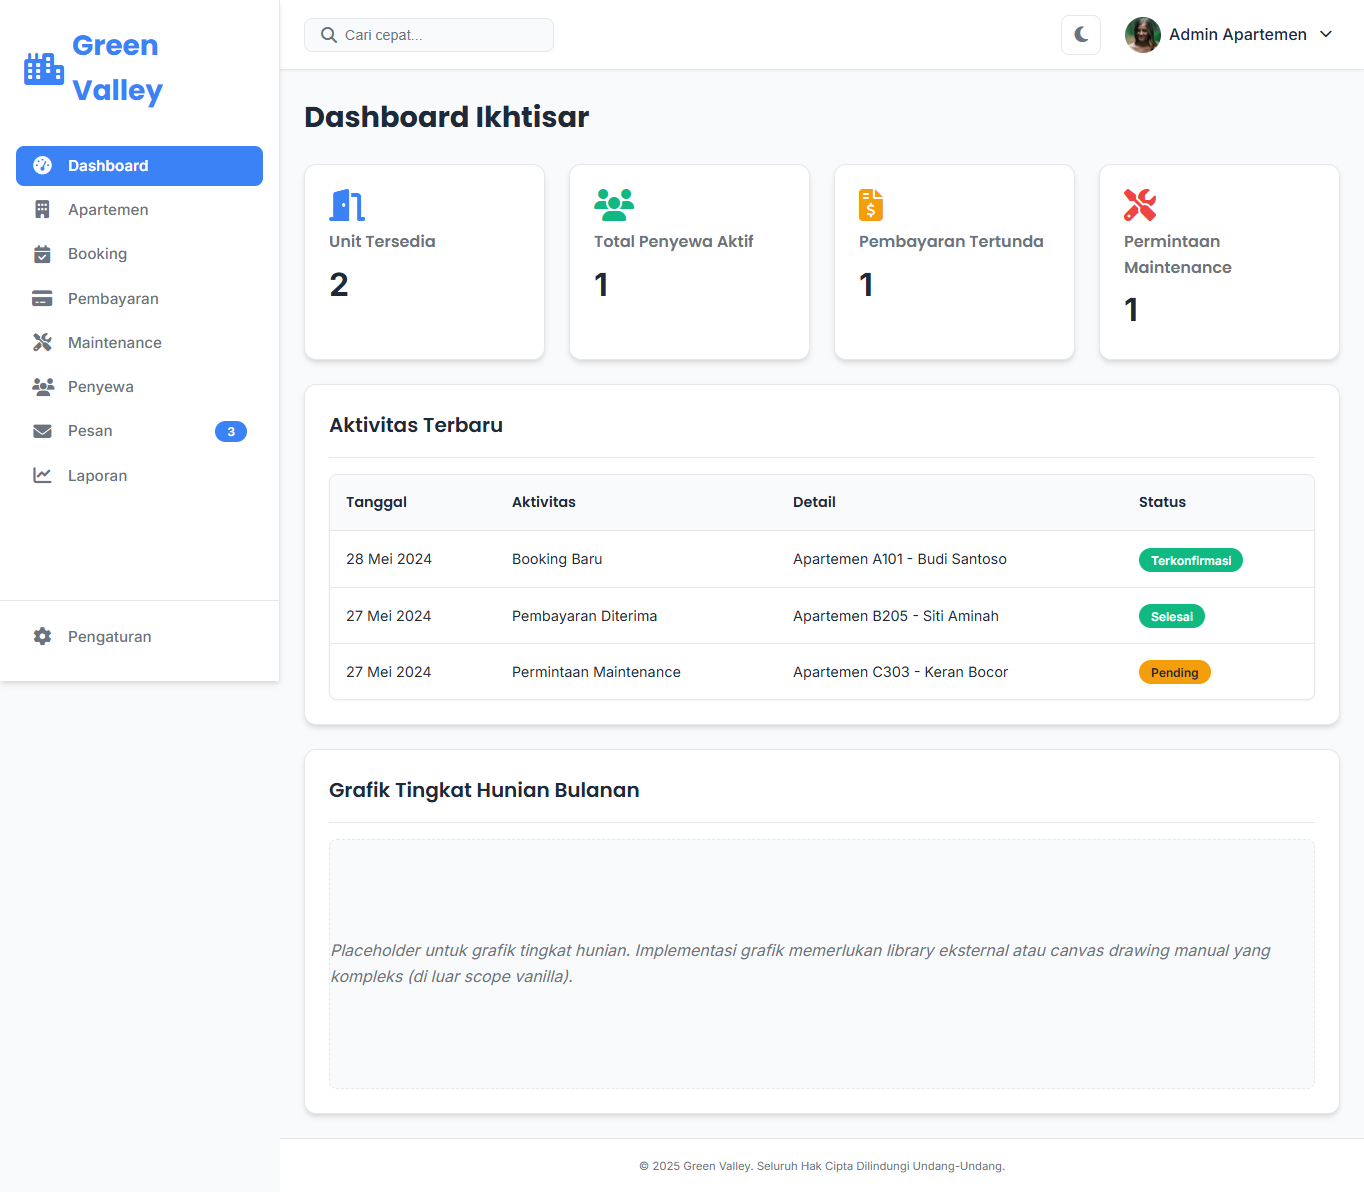 Green
Valley
Dashboard
Apartemen
Booking
Pembayaran
Maintenance
Penyewa
Pesan 3
Laporan
Pengaturan
Cari cepat...
Admin Apartemen
Dashboard Ikhtisar
Unit Tersedia
2
Total Penyewa Aktif
1
Pembayaran Tertunda
1
Permintaan
Maintenance
1
Aktivitas Terbaru
Tanggal Aktivitas Detail Status
28 Mei 2024 Booking Baru Apartemen A101 - Budi Santoso Terkonfirmasi
27 Mei 2024 Pembayaran Diterima Apartemen B205 - Siti Aminah Selesai
27 Mei 2024 Permintaan Maintenance Apartemen C303 - Keran Bocor Pending
Grafik Tingkat Hunian Bulanan
Placeholder untuk grafik tingkat hunian. Implementasi grafik memerlukan library eksternal atau canvas drawing manual yang
kompleks (di luar scope vanilla).
© 2025 Green Valley. Seluruh Hak Cipta Dilindungi Undang-Undang.